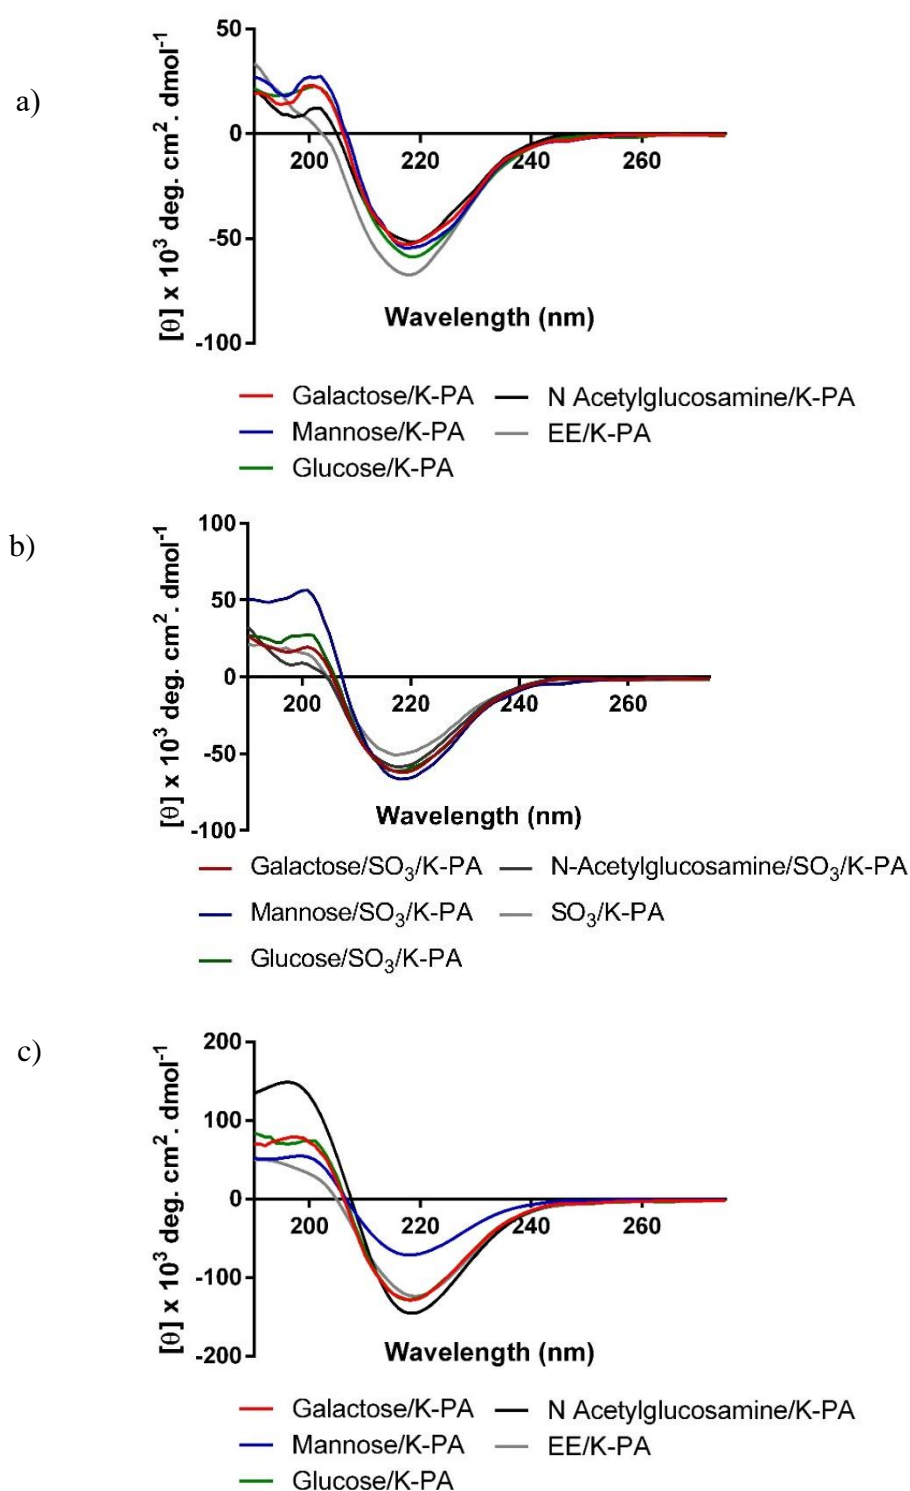 a)
[θ] x 10³ deg. cm². dmol⁻¹
50
0
-50
-100
200 220 240 260
Wavelength (nm)
Galactose/K-PA N Acetylglucosamine/K-PA
Mannose/K-PA EE/K-PA
Glucose/K-PA
b)
[θ] x 10³ deg. cm². dmol⁻¹
100
50
0
-50
-100
200 220 240 260
Wavelength (nm)
Galactose/SO₃/K-PA N-Acetylglucosamine/SO₃/K-PA
Mannose/SO₃/K-PA SO₃/K-PA
Glucose/SO₃/K-PA
c)
[θ] x 10³ deg. cm². dmol⁻¹
200
100
0
-100
-200
200 220 240 260
Wavelength (nm)
Galactose/K-PA N Acetylglucosamine/K-PA
Mannose/K-PA EE/K-PA
Glucose/K-PA